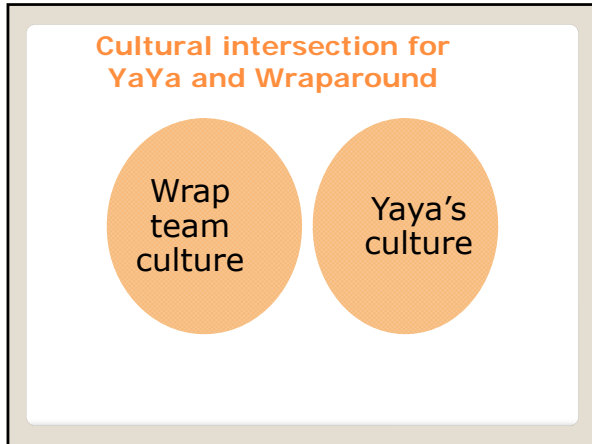 Cultural intersection for
YaYa and Wraparound
Wrap
team
culture
Yaya's
culture